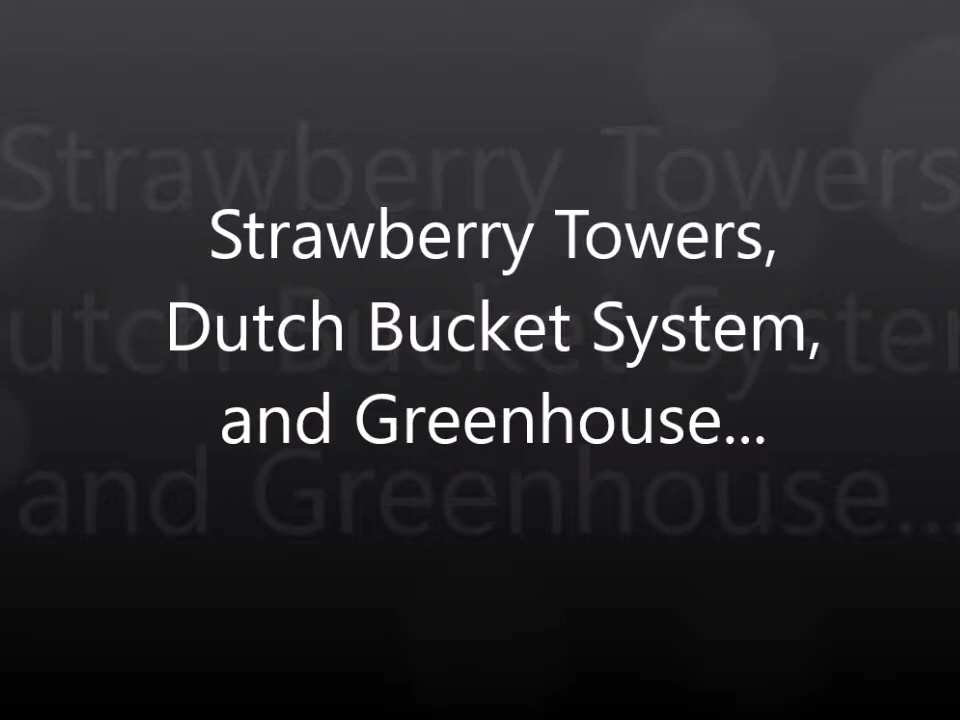 Strawberry Towers,
Dutch Bucket System,
and Greenhouse...